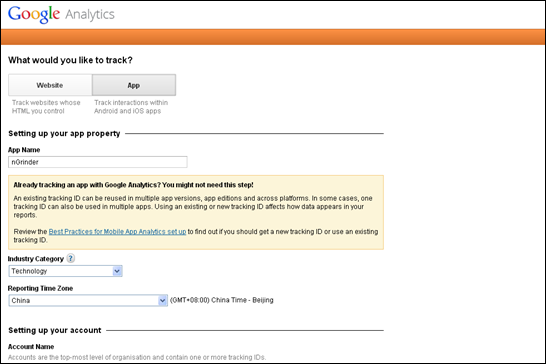 Google Analytics
What would you like to track?
Website App
Track websites whose Track interactions within
HTML you control Android and iOS apps
Setting up your app property
App Name
nGrinder
Already tracking an app with Google Analytics? You might not need this step!
An existing tracking ID can be reused in multiple app versions, app editions and across platforms. In some cases, one
tracking ID can also be used in multiple apps. Using an existing or new tracking ID affects how data appears in your
reports.
Review the Best Practices for Mobile App Analytics set up to find out if you should get a new tracking ID or use an existing
tracking ID.
Industry Category ?
Technology
Reporting Time Zone
China (GMT+08:00) China Time - Beijing
Setting up your account
Account Name
Accounts are the top-most level of organisation and contain one or more tracking IDs.